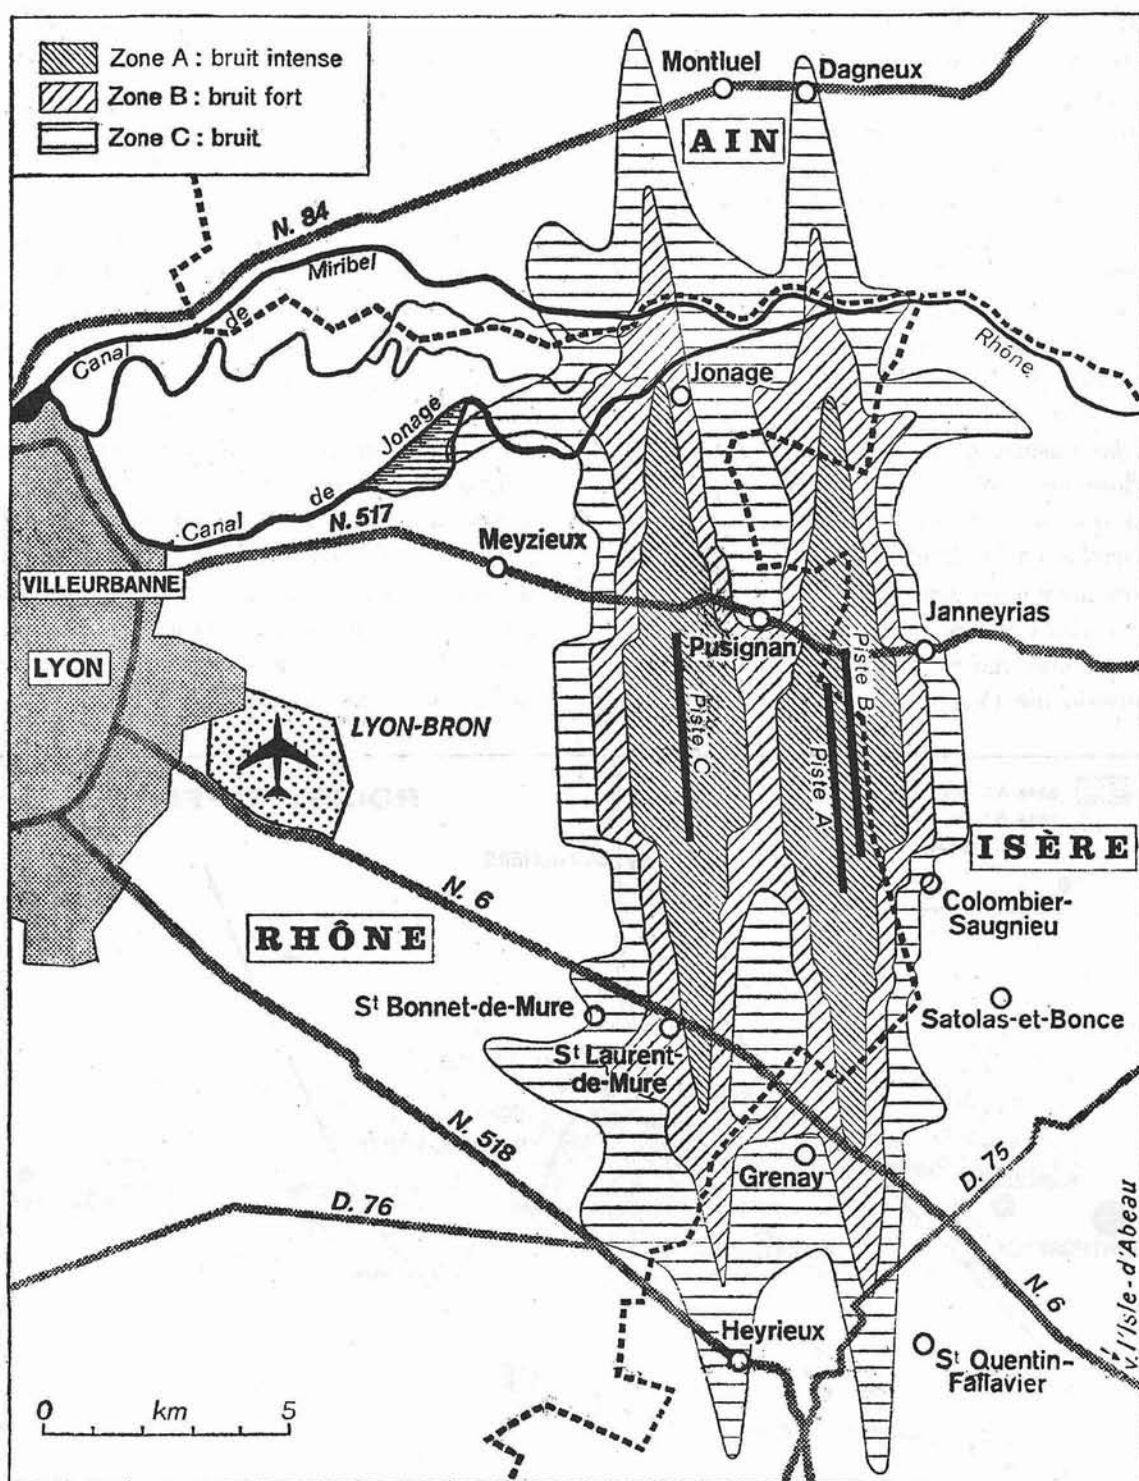 Zone A : bruit intense
Zone B : bruit fort
Zone C : bruit
Montluel
Dagneux
AIN
N. 84
Miribel
de
Canal
Rhône
Jonage
Jonage
de
Canal
N. 517
Meyzieux
VILLEURBANNE
Janneyrias
Pusignan
LYON
Piste B
Piste C
Piste A
LYON-BRON
ISÈRE
N. 6
Colombier-
Saugnieu
RHÔNE
St Bonnet-de-Mure
Satolas-et-Bonce
St Laurent-
de-Mure
N. 518
Grenay
D. 75
D. 76
v. l'Isle-d'Abeau
N. 6
Heyrieux
St Quentin-
Fallavier
0 km 5